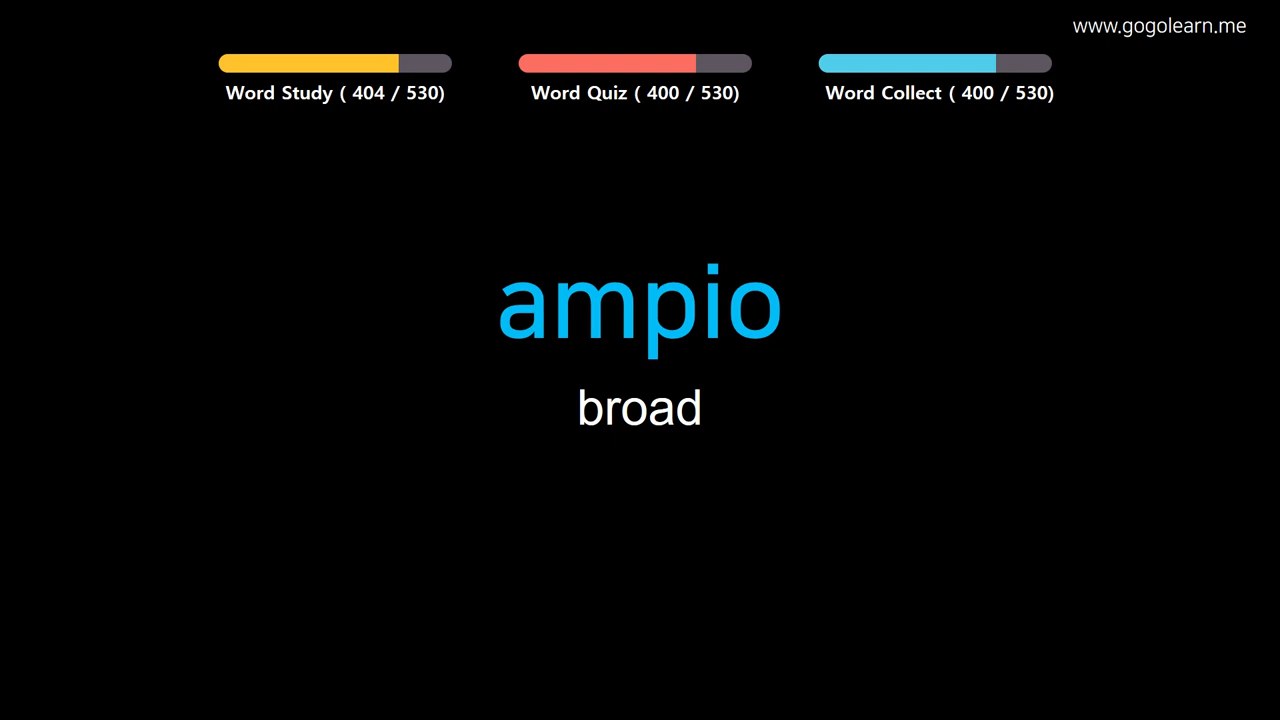 www.gogolearn.me
Word Study ( 404 / 530)
Word Quiz ( 400 / 530)
Word Collect ( 400 / 530)
ampio
broad